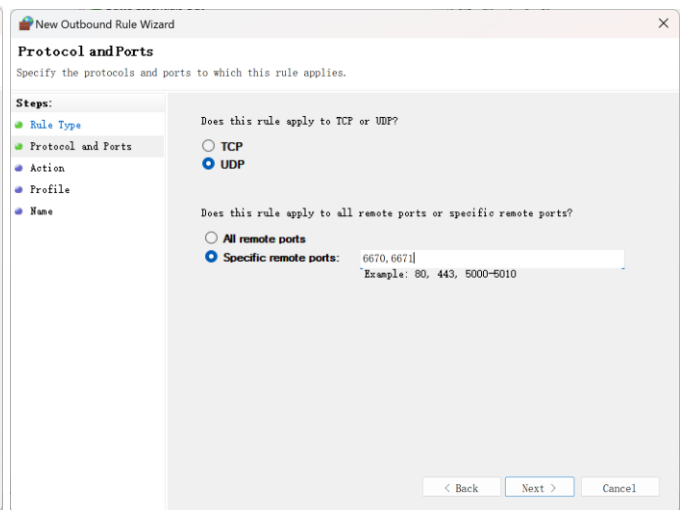 New Outbound Rule Wizard
Protocol and Ports
Specify the protocols and ports to which this rule applies.
Steps:
Rule Type
Protocol and Ports
Action
Profile
Name
Does this rule apply to TCP or UDP?
TCP
UDP
Does this rule apply to all remote ports or specific remote ports?
All remote ports
Specific remote ports: 6670,6671
Example: 80, 443, 5000-5010
< Back Next > Cancel